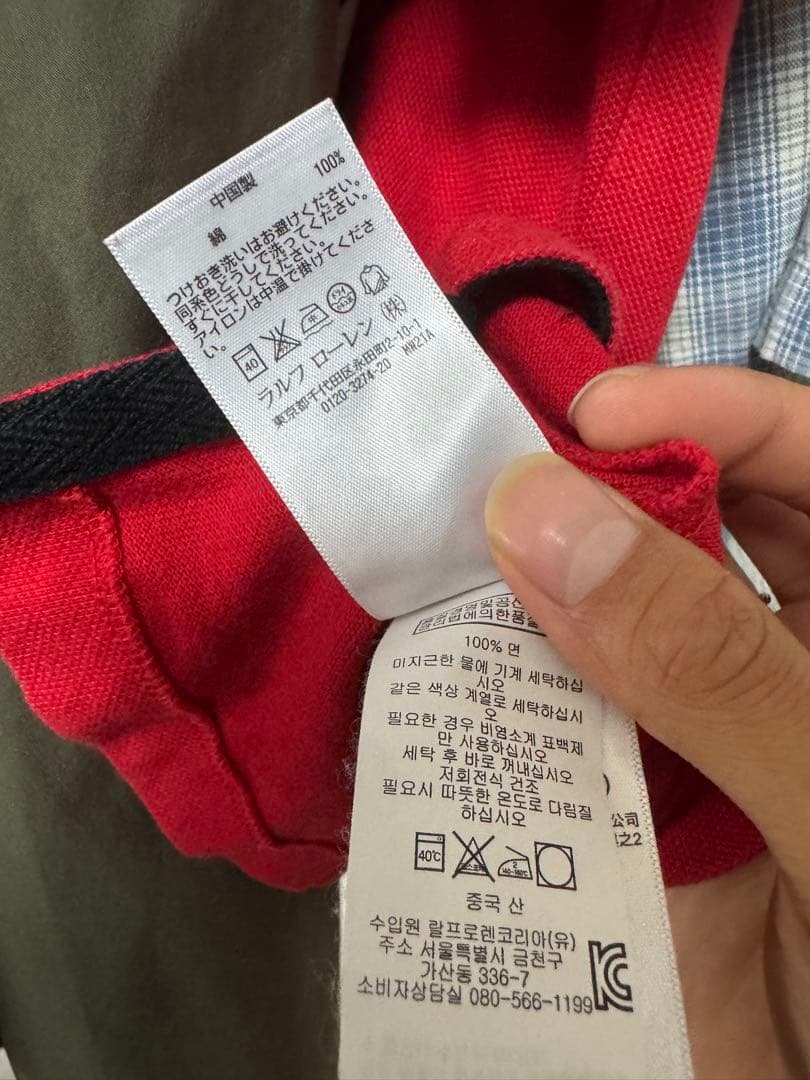 中国製
綿 100%
つけおき洗いはお避けください。
同系色どうしで洗ってください。
すぐに干してください。
アイロンは中温で掛けてくださ
い。
40 中
ラルフ ローレン (株)
東京都千代田区永田町2-10-1
0120-3274-20 MW21A
100% 면
미지근한 물에 기계 세탁하십
시오
같은 색상 계열로 세탁하십시
오
필요한 경우 비염소계 표백제
만 사용하십시오
세탁 후 바로 꺼내십시오
저회전식 건조
필요시 따뜻한 온도로 다림질
하십시오
40℃ 2
중국 산
수입원 랄프로렌코리아(유)
주소 서울특별시 금천구
가산동 336-7
소비자상담실 080-566-1199
公司
之2